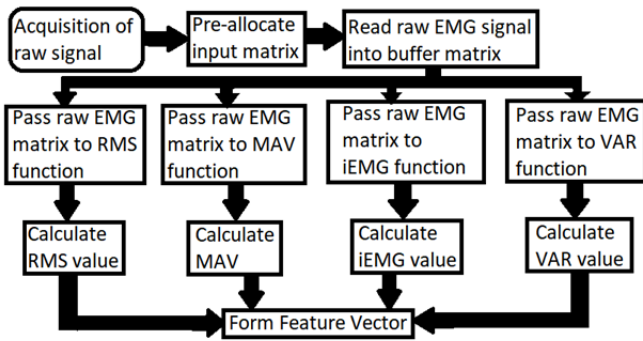 Acquisition of
raw signal
Pre-allocate
input matrix
Read raw EMG signal
into buffer matrix
Pass raw EMG
matrix to RMS
function
Pass raw EMG
matrix to MAV
function
Pass raw EMG
matrix to
iEMG function
Pass raw EMG
matrix to VAR
function
Calculate
RMS value
Calculate
MAV
Calculate
iEMG value
Calculate
VAR value
Form Feature Vector